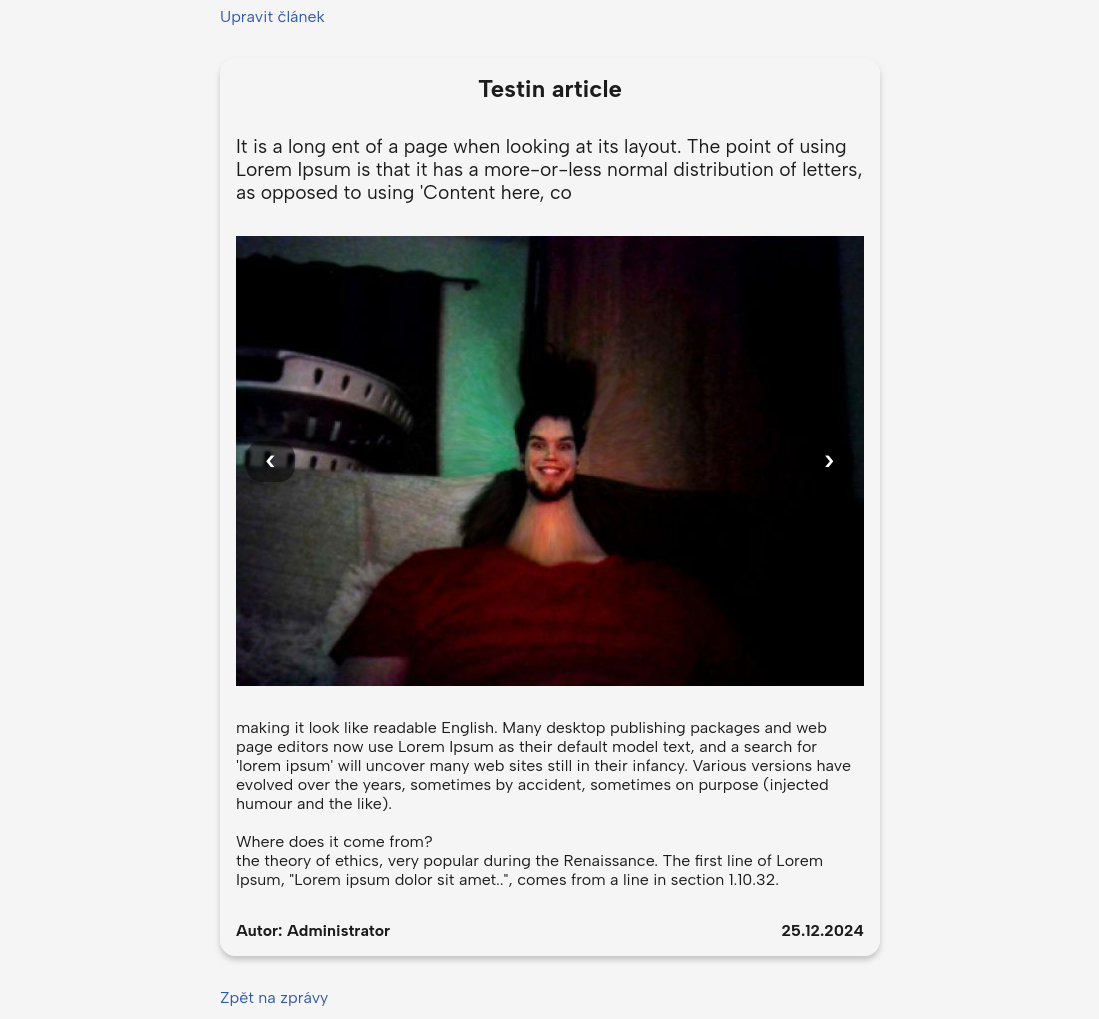 Upravit článek
Testin article
It is a long ent of a page when looking at its layout. The point of using
Lorem Ipsum is that it has a more-or-less normal distribution of letters,
as opposed to using 'Content here, co
‹ ›
making it look like readable English. Many desktop publishing packages and web
page editors now use Lorem Ipsum as their default model text, and a search for
'lorem ipsum' will uncover many web sites still in their infancy. Various versions have
evolved over the years, sometimes by accident, sometimes on purpose (injected
humour and the like).
Where does it come from?
the theory of ethics, very popular during the Renaissance. The first line of Lorem
Ipsum, "Lorem ipsum dolor sit amet..", comes from a line in section 1.10.32.
Autor: Administrator 25.12.2024
Zpět na zprávy